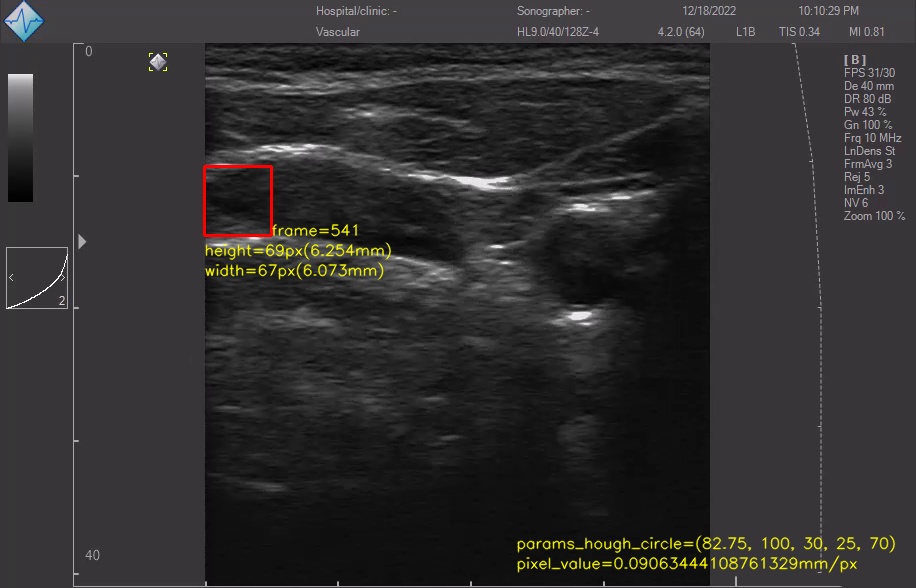 Hospital/clinic: -
Sonographer: -
12/18/2022
10:10:29 PM
Vascular
HL9.0/40/128Z-4
4.2.0 (64)
L1B
TIS 0.34
MI 0.81
0
[ B ]
FPS 31/30
De 40 mm
DR 80 dB
Pw 43 %
Gn 100 %
Frq 10 MHz
LnDens St
FrmAvg 3
Rej 5
ImEnh 3
NV 6
Zoom 100 %
frame=541
height=69px(6.254mm)
width=67px(6.073mm)
2
40
params_hough_circle=(82.75, 100, 30, 25, 70)
pixel_value=0.09063444108761329mm/px